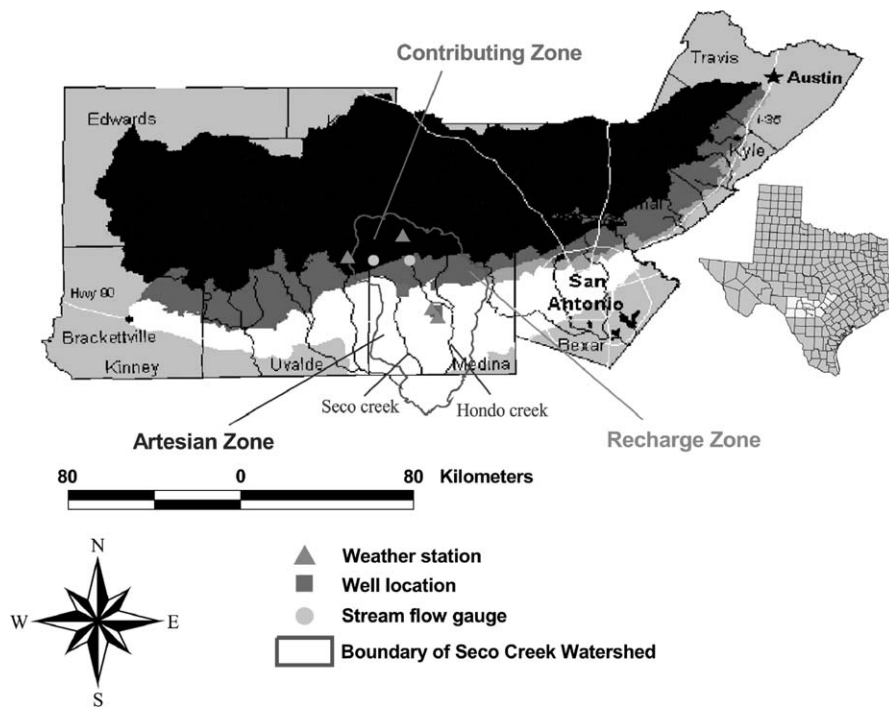 Contributing Zone
Travis
Austin
Edwards
I-35
Kyle
San
Antonio
Hwy 90
Brackettville
Kinney
Uvalde
Medina
Bexar
Seco creek
Hondo creek
Artesian Zone
Recharge Zone
80 0 80 Kilometers
N
W E
S
Weather station
Well location
Stream flow gauge
Boundary of Seco Creek Watershed